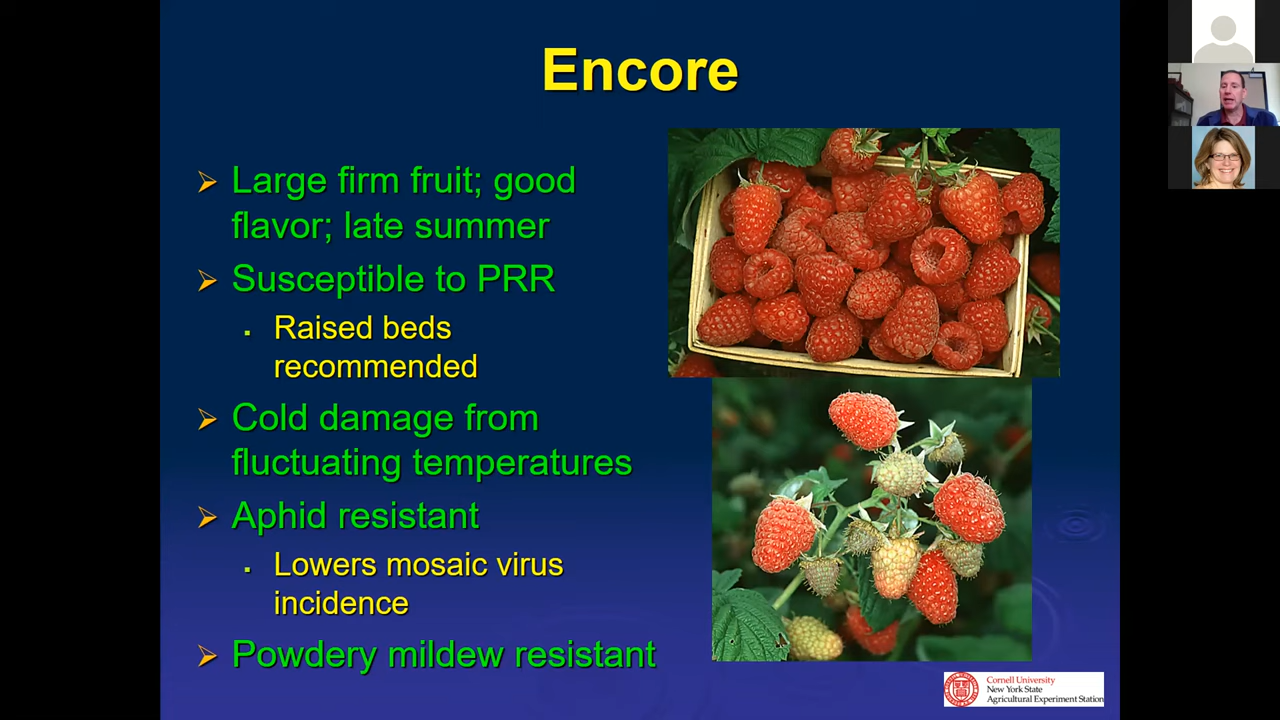 Encore
Large firm fruit; good
flavor; late summer
Susceptible to PRR
Raised beds
recommended
Cold damage from
fluctuating temperatures
Aphid resistant
Lowers mosaic virus
incidence
Powdery mildew resistant
Cornell University
New York State
Agricultural Experiment Station